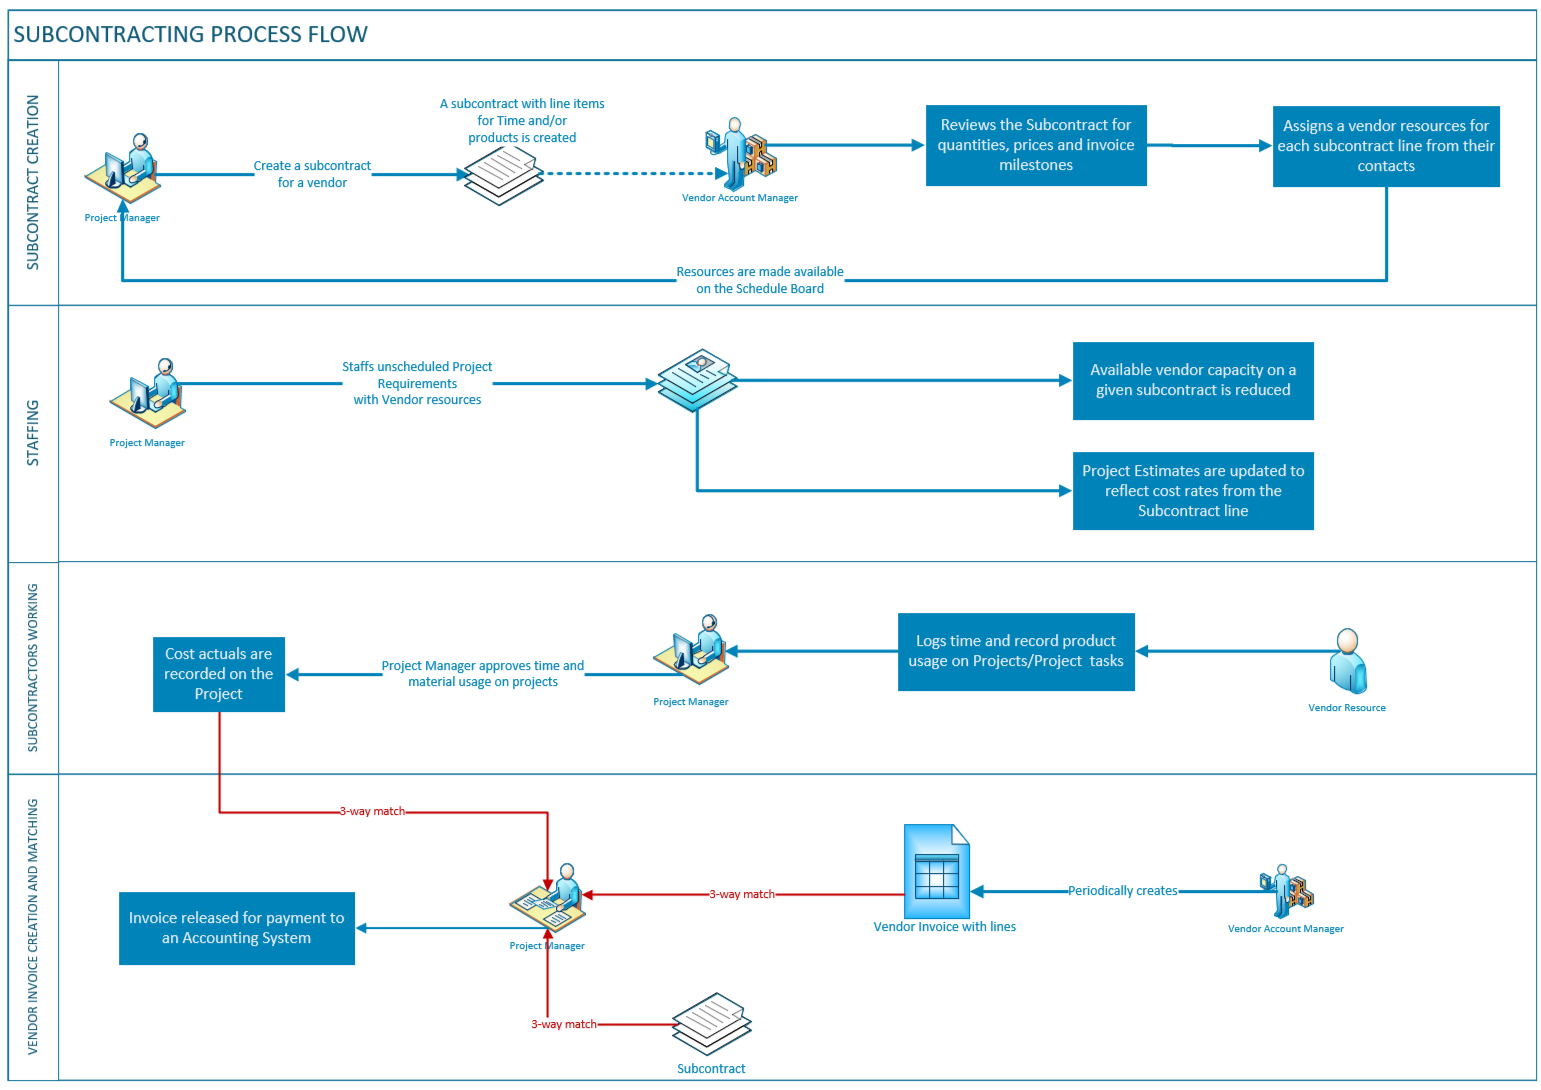 SUBCONTRACTING PROCESS FLOW
SUBCONTRACT CREATION
Project Manager
Create a subcontract
for a vendor
A subcontract with line items
for Time and/or
products is created
Vendor Account Manager
Reviews the Subcontract for
quantities, prices and invoice
milestones
Assigns a vendor resources for
each subcontract line from their
contacts
Resources are made available
on the Schedule Board
STAFFING
Project Manager
Staffs unscheduled Project
Requirements
with Vendor resources
Available vendor capacity on a
given subcontract is reduced
Project Estimates are updated to
reflect cost rates from the
Subcontract line
SUBCONTRACTORS WORKING
Cost actuals are
recorded on the
Project
Project Manager approves time and
material usage on projects
Project Manager
Logs time and record product
usage on Projects/Project tasks
Vendor Resource
VENDOR INVOICE CREATION AND MATCHING
3-way match
Invoice released for payment to
an Accounting System
Project Manager
3-way match
Vendor Invoice with lines
Periodically creates
Vendor Account Manager
3-way match
Subcontract